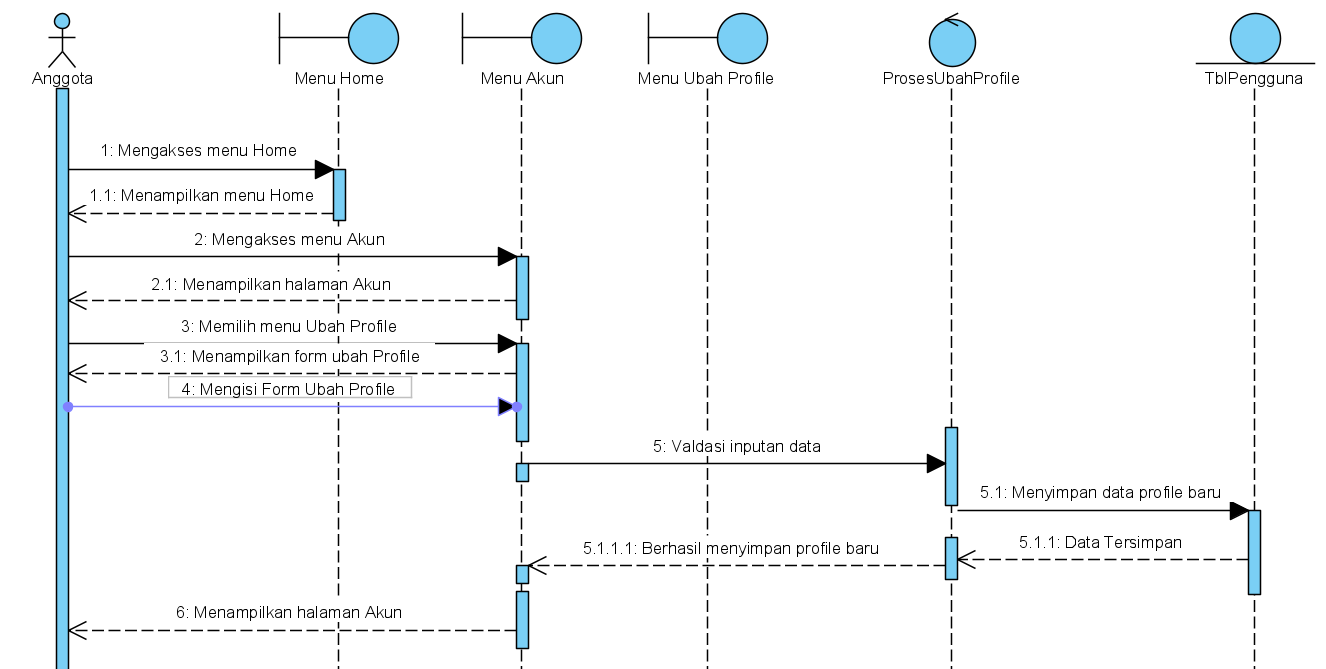 Anggota
Menu Home
Menu Akun
Menu Ubah Profile
ProsesUbahProfile
TblPengguna
1: Mengakses menu Home
1.1: Menampilkan menu Home
2: Mengakses menu Akun
2.1: Menampilkan halaman Akun
3: Memilih menu Ubah Profile
3.1: Menampilkan form ubah Profile
4: Mengisi Form Ubah Profile
5: Valdasi inputan data
5.1: Menyimpan data profile baru
5.1.1: Data Tersimpan
5.1.1.1: Berhasil menyimpan profile baru
6: Menampilkan halaman Akun